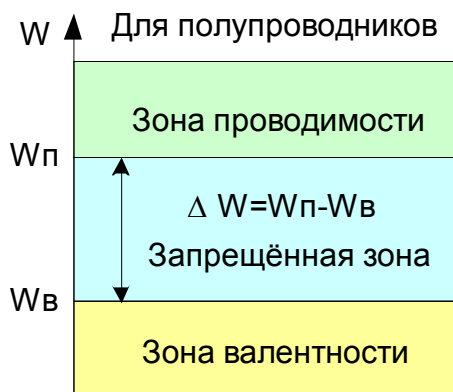 W
Для полупроводников
Зона проводимости
Wп
Δ W=Wп-Wв
Запрещённая зона
Wв
Зона валентности